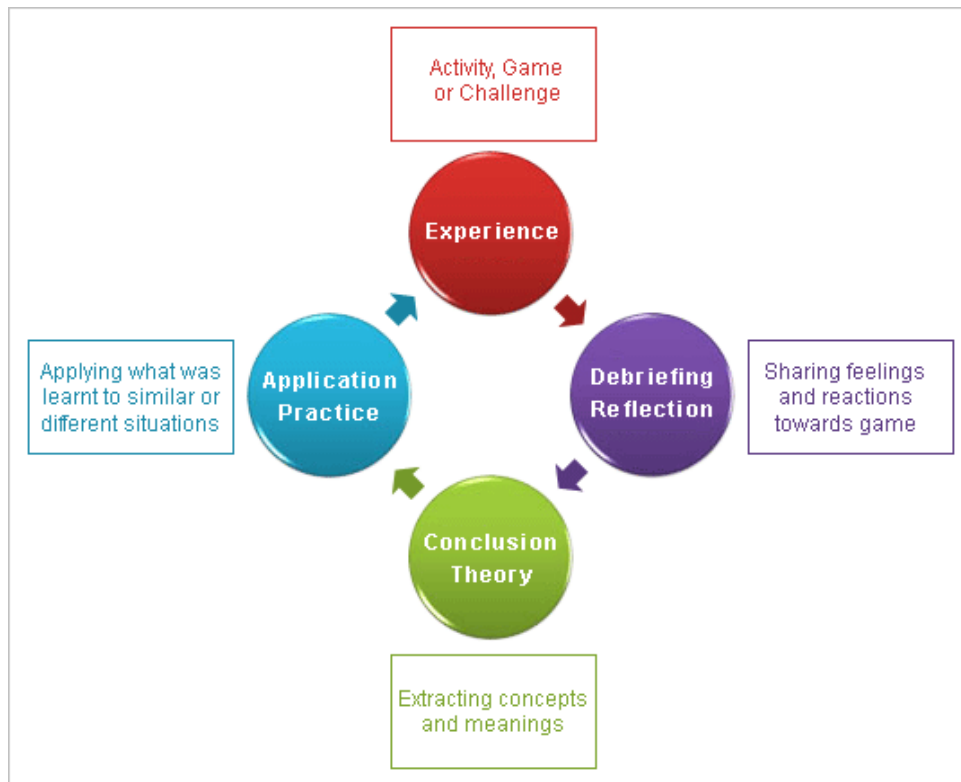 Activity, Game
or Challenge
Experience
Debriefing
Reflection
Sharing feelings
and reactions
towards game
Conclusion
Theory
Extracting concepts
and meanings
Application
Practice
Applying what was
learnt to similar or
different situations